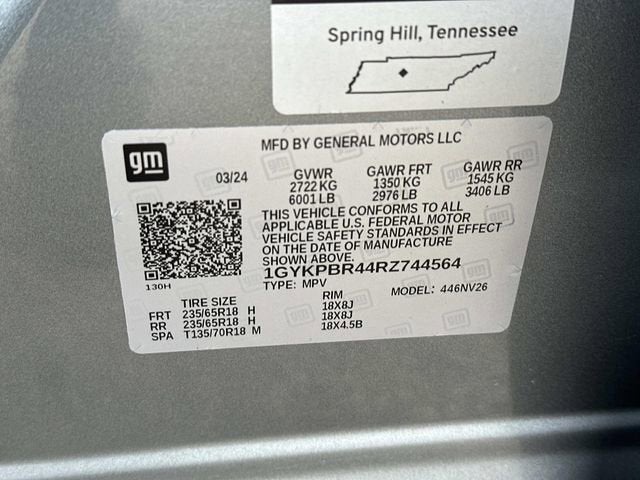 Spring Hill, Tennessee
gm
MFD BY GENERAL MOTORS LLC
03/24 GVWR GAWR FRT GAWR RR
2722 KG 1350 KG 1545 KG
6001 LB 2976 LB 3406 LB
THIS VEHICLE CONFORMS TO ALL
APPLICABLE U.S. FEDERAL MOTOR
VEHICLE SAFETY STANDARDS IN EFFECT
ON THE DATE OF MANUFACTURE
SHOWN ABOVE.
1GYKPBR44RZ744564
130H
TYPE: MPV MODEL: 446NV26
TIRE SIZE RIM
FRT 235/65R18 H 18X8J
RR 235/65R18 H 18X8J
SPA T135/70R18 M 18X4.5B